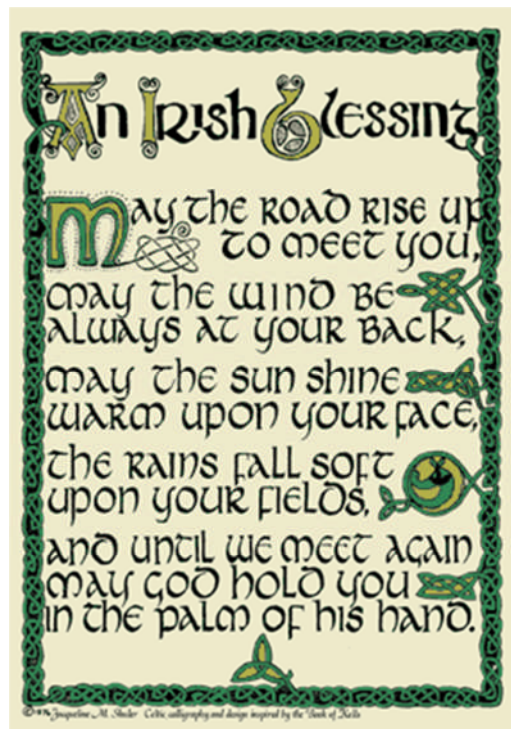 An Irish Blessing
May the road rise up
to meet you,
may the wind be
always at your back,
may the sun shine
warm upon your face,
the rains fall soft
upon your fields,
and until we meet again
may God hold you
in the palm of his hand.
© Jacqueline M. Celtic calligraphy and design inspired by the Book of Kells